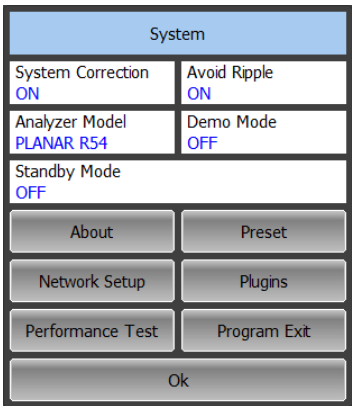 System
System Correction
ON
Avoid Ripple
ON
Analyzer Model
PLANAR R54
Demo Mode
OFF
Standby Mode
OFF
About
Preset
Network Setup
Plugins
Performance Test
Program Exit
Ok